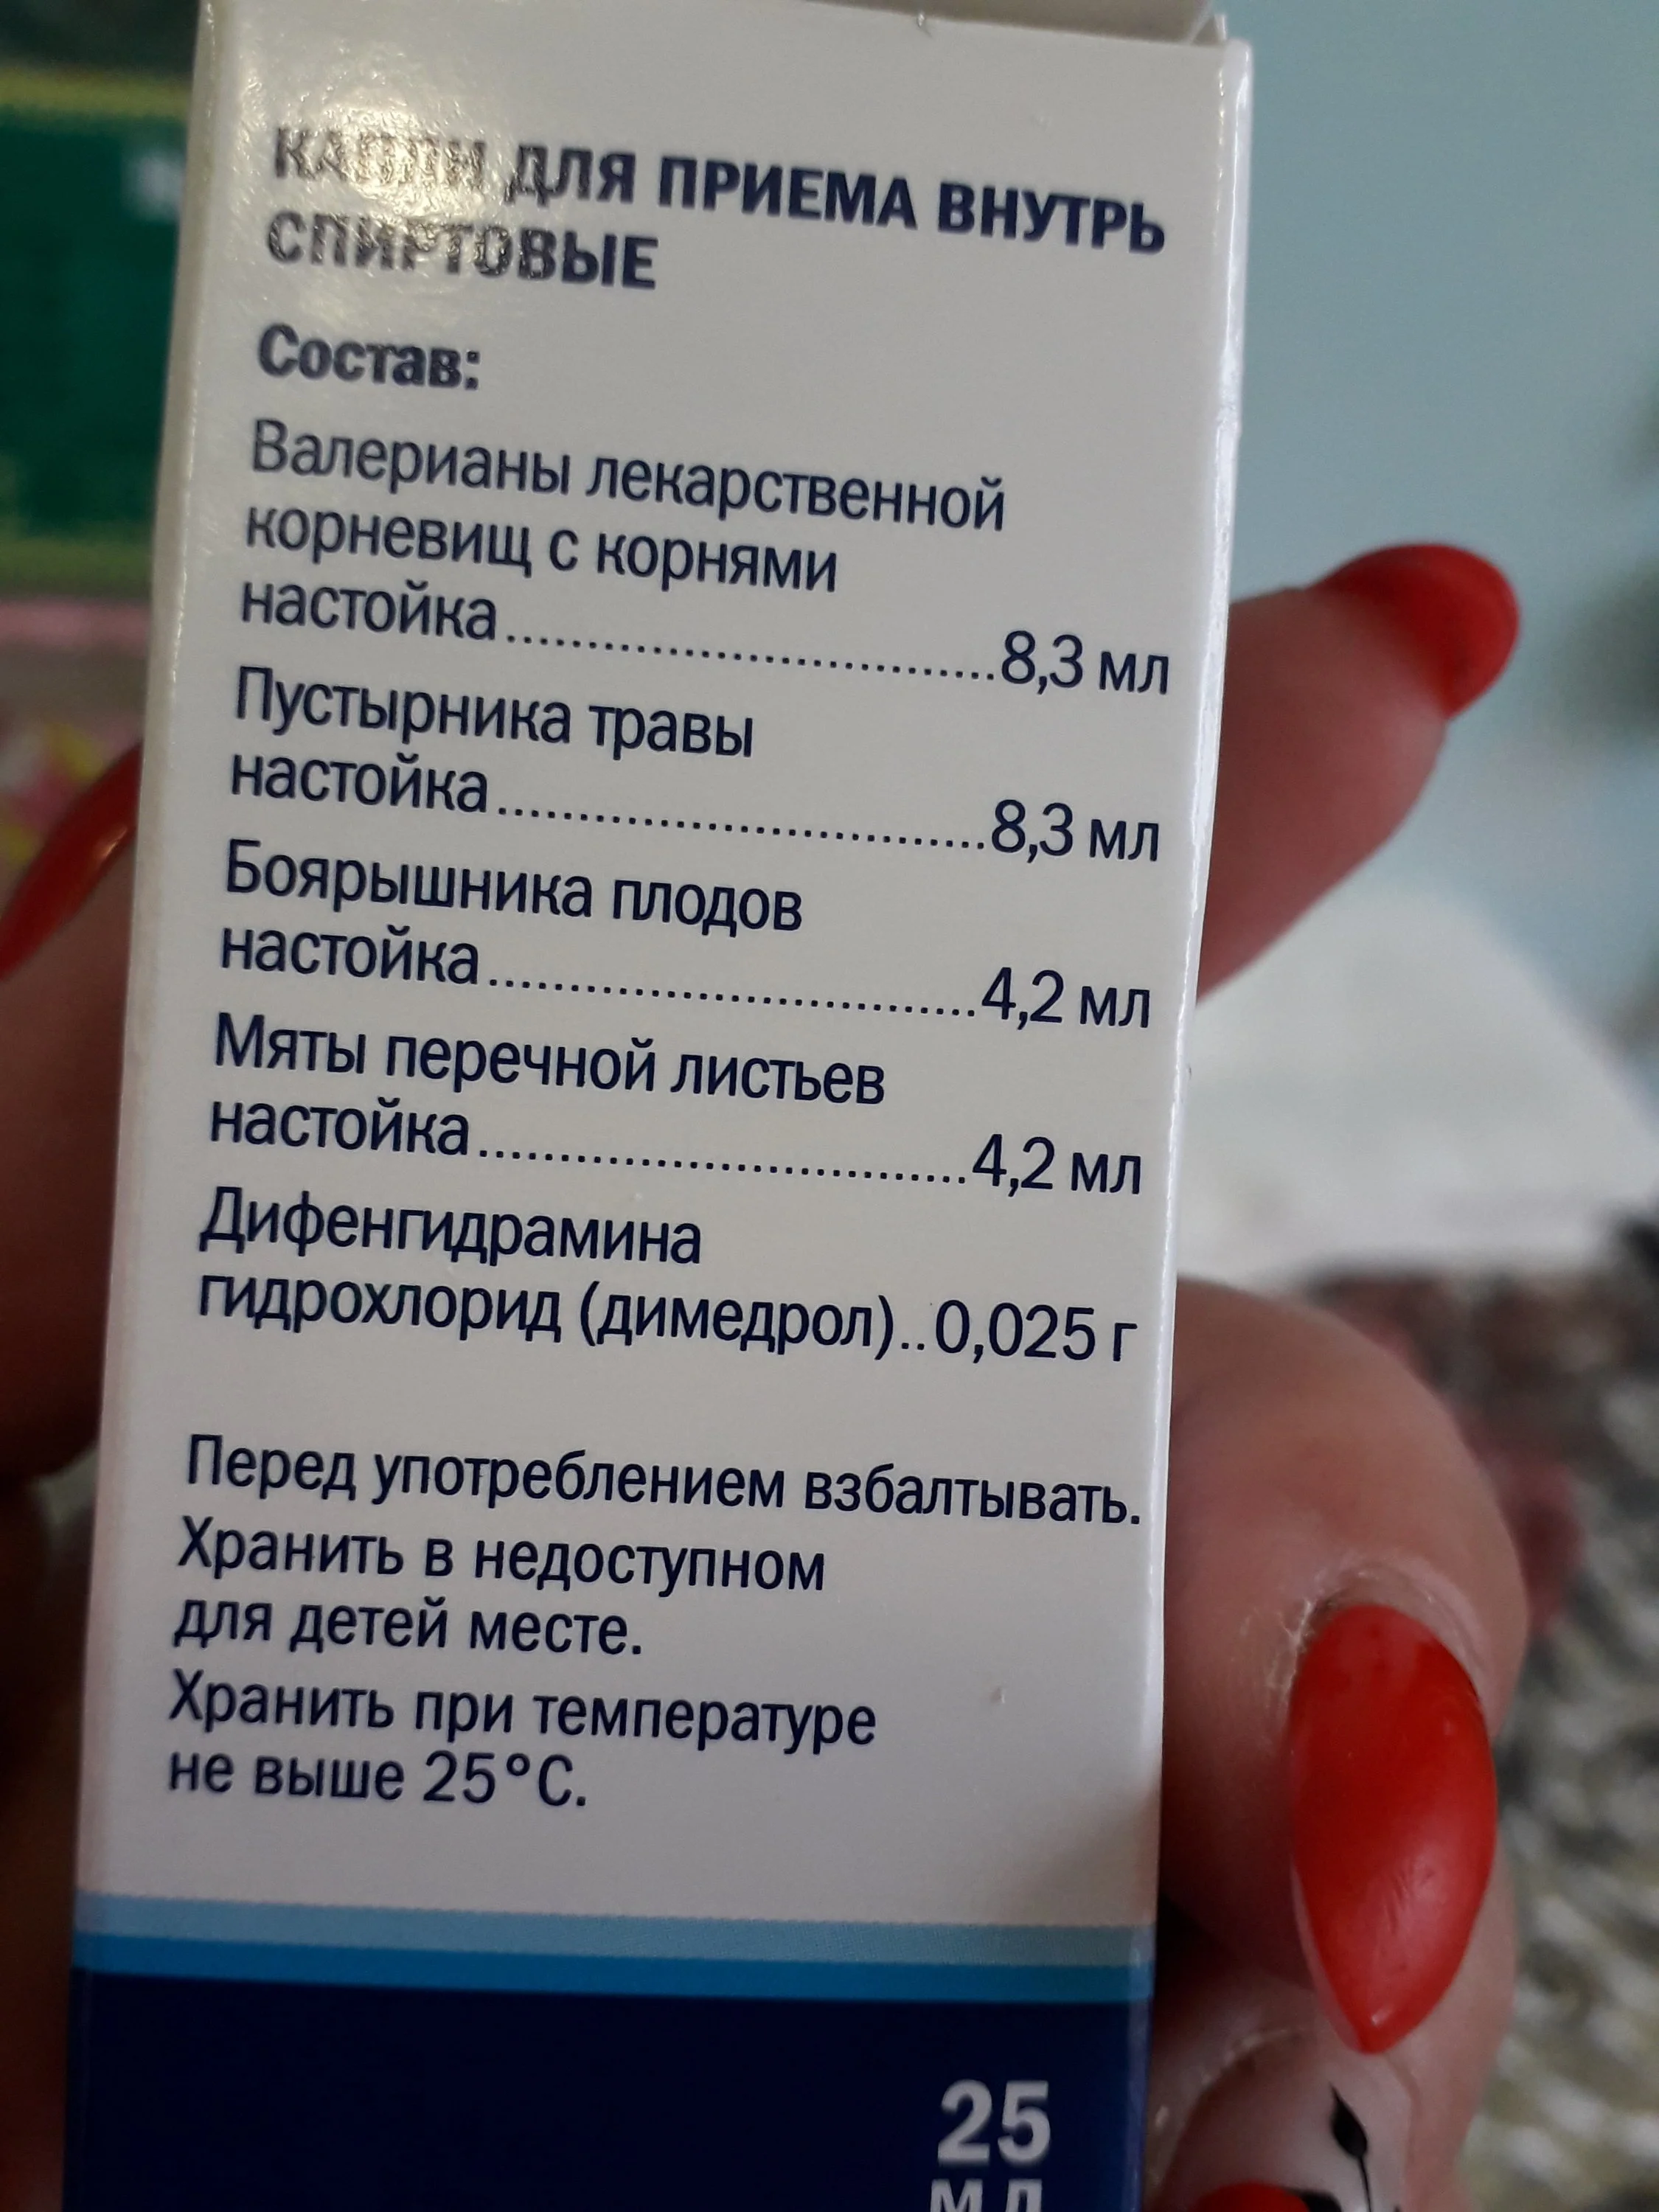 КАПЛИ ДЛЯ ПРИЕМА ВНУТРЬ
СПИРТОВЫЕ
Состав:
Валерианы лекарственной
корневищ с корнями
настойка..............................8,3 мл
Пустырника травы
настойка..............................8,3 мл
Боярышника плодов
настойка..............................4,2 мл
Мяты перечной листьев
настойка..............................4,2 мл
Дифенгидрамина
гидрохлорид (димедрол)..0,025 г
Перед употреблением взбалтывать.
Хранить в недоступном
для детей месте.
Хранить при температуре
не выше 25°С.
25
МЛ